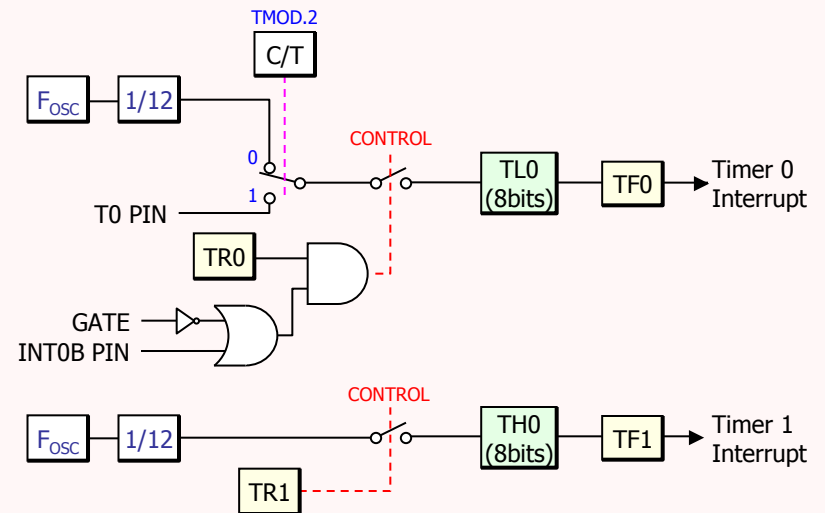 TMOD.2
C/T
FOSC
1/12
CONTROL
0
TL0
(8bits)
TF0
Timer 0
Interrupt
1
T0 PIN
TR0
GATE
INT0B PIN
CONTROL
FOSC
1/12
TH0
(8bits)
TF1
Timer 1
Interrupt
TR1